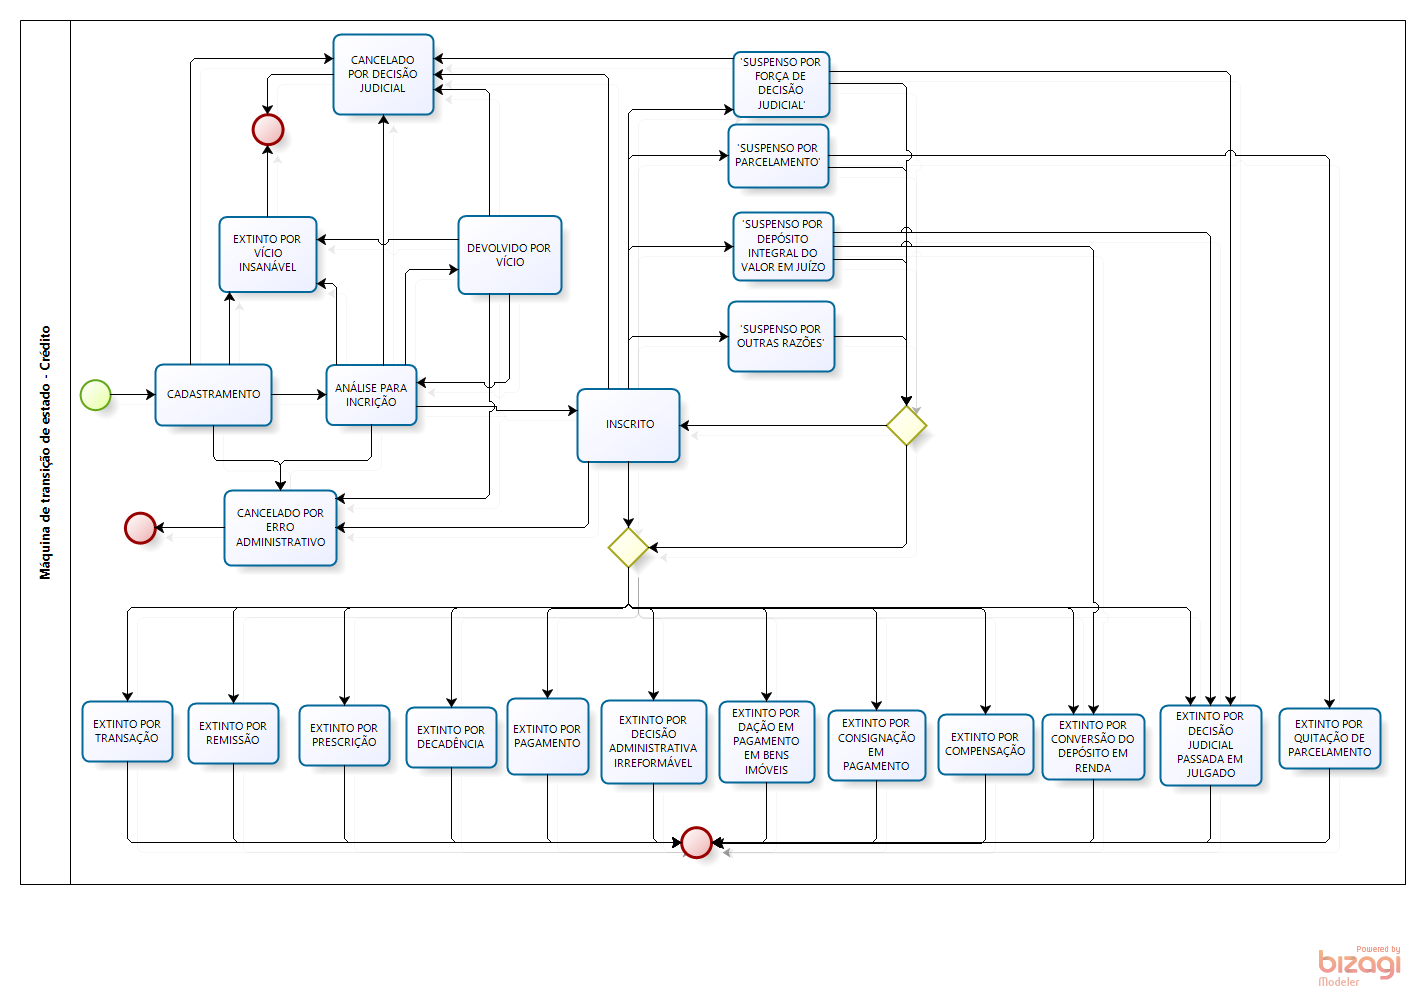 Máquina de transição de estado - Crédito
CANCELADO
POR DECISÃO
JUDICIAL
'SUSPENSO POR
FORÇA DE
DECISÃO
JUDICIAL'
'SUSPENSO POR
PARCELAMENTO'
EXTINTO POR
VÍCIO
INSANÁVEL
DEVOLVIDO POR
VÍCIO
'SUSPENSO POR
DEPÓSITO
INTEGRAL DO
VALOR EM JUÍZO
'SUSPENSO POR
OUTRAS RAZÕES'
CADASTRAMENTO
ANÁLISE PARA
INCRIÇÃO
INSCRITO
CANCELADO POR
ERRO
ADMINISTRATIVO
EXTINTO POR
TRANSAÇÃO
EXTINTO POR
REMISSÃO
EXTINTO POR
PRESCRIÇÃO
EXTINTO POR
DECADÊNCIA
EXTINTO POR
PAGAMENTO
EXTINTO POR
DECISÃO
ADMINISTRATIVA
IRREFORMÁVEL
EXTINTO POR
DAÇÃO EM
PAGAMENTO
EM BENS
IMÓVEIS
EXTINTO POR
CONSIGNAÇÃO
EM
PAGAMENTO
EXTINTO POR
COMPENSAÇÃO
EXTINTO POR
CONVERSÃO DO
DEPÓSITO EM
RENDA
EXTINTO POR
DECISÃO
JUDICIAL
PASSADA EM
JULGADO
EXTINTO POR
QUITAÇÃO DE
PARCELAMENTO
Powered by
bizagi
Modeler